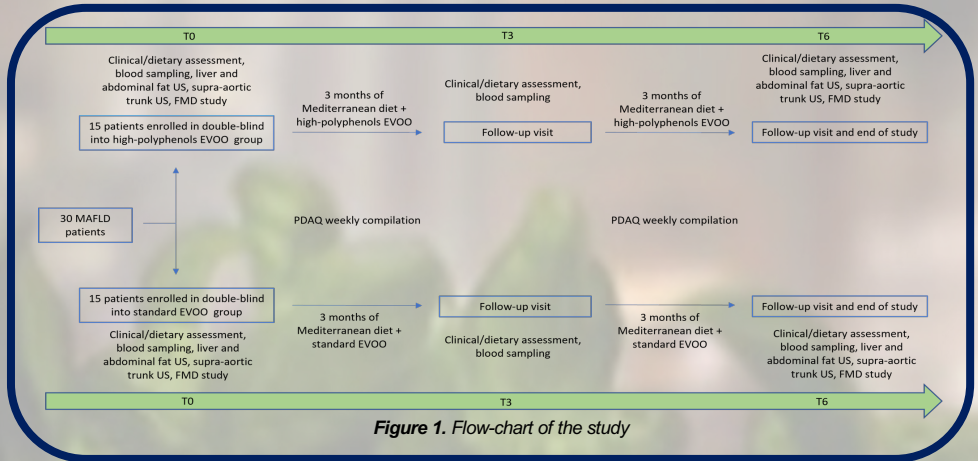 T0
T3
T6
Clinical/dietary assessment,
blood sampling, liver and
abdominal fat US, supra-aortic
trunk US, FMD study
15 patients enrolled in double-blind
into high-polyphenols EVOO group
3 months of
Mediterranean diet +
high-polyphenols EVOO
Clinical/dietary assessment,
blood sampling
Follow-up visit
3 months of
Mediterranean diet +
high-polyphenols EVOO
Clinical/dietary assessment,
blood sampling, liver and
abdominal fat US, supra-aortic
trunk US, FMD study
Follow-up visit and end of study
30 MAFLD
patients
PDAQ weekly compilation
PDAQ weekly compilation
15 patients enrolled in double-blind
into standard EVOO group
Clinical/dietary assessment,
blood sampling, liver and
abdominal fat US, supra-aortic
trunk US, FMD study
3 months of
Mediterranean diet +
standard EVOO
Follow-up visit
Clinical/dietary assessment,
blood sampling
3 months of
Mediterranean diet +
standard EVOO
Follow-up visit and end of study
Clinical/dietary assessment,
blood sampling, liver and
abdominal fat US, supra-aortic
trunk US, FMD study
T0
T3
T6
Figure 1. Flow-chart of the study